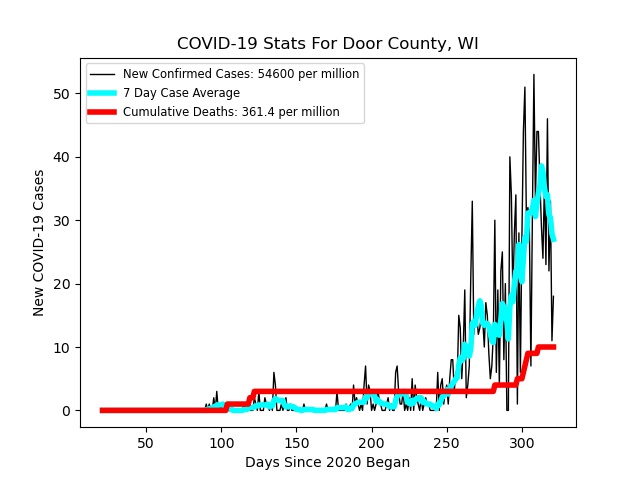 COVID-19 Stats For Door County, WI
New Confirmed Cases: 54600 per million
7 Day Case Average
Cumulative Deaths: 361.4 per million
New COVID-19 Cases
50
40
30
20
10
0
50 100 150 200 250 300
Days Since 2020 Began